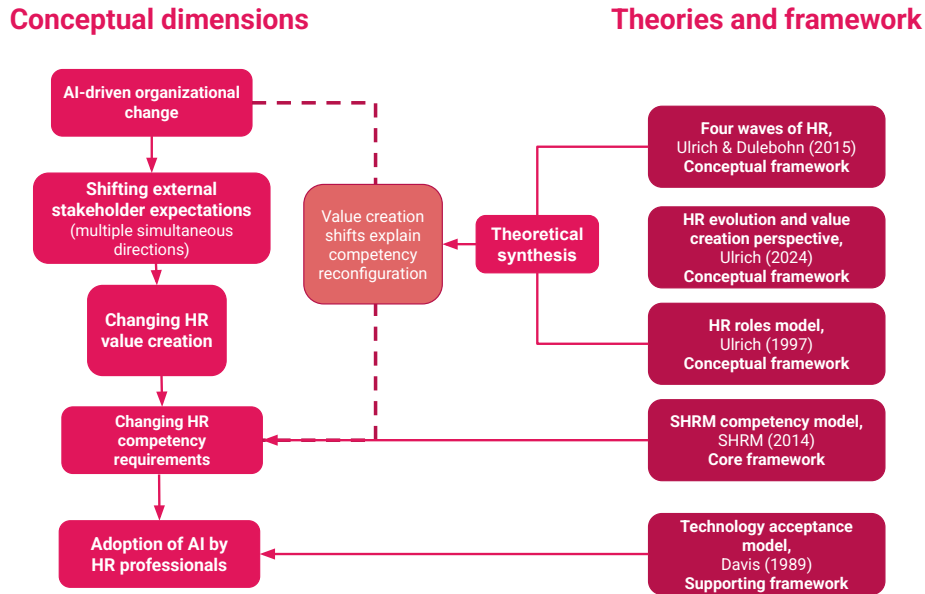 Conceptual dimensions
Theories and framework
AI-driven organizational
change
Shifting external
stakeholder expectations
(multiple simultaneous
directions)
Changing HR
value creation
Changing HR
competency
requirements
Adoption of AI by
HR professionals
Value creation
shifts explain
competency
reconfiguration
Theoretical
synthesis
Four waves of HR,
Ulrich & Dulebohn (2015)
Conceptual framework
HR evolution and value
creation perspective,
Ulrich (2024)
Conceptual framework
HR roles model,
Ulrich (1997)
Conceptual framework
SHRM competency model,
SHRM (2014)
Core framework
Technology acceptance
model,
Davis (1989)
Supporting framework